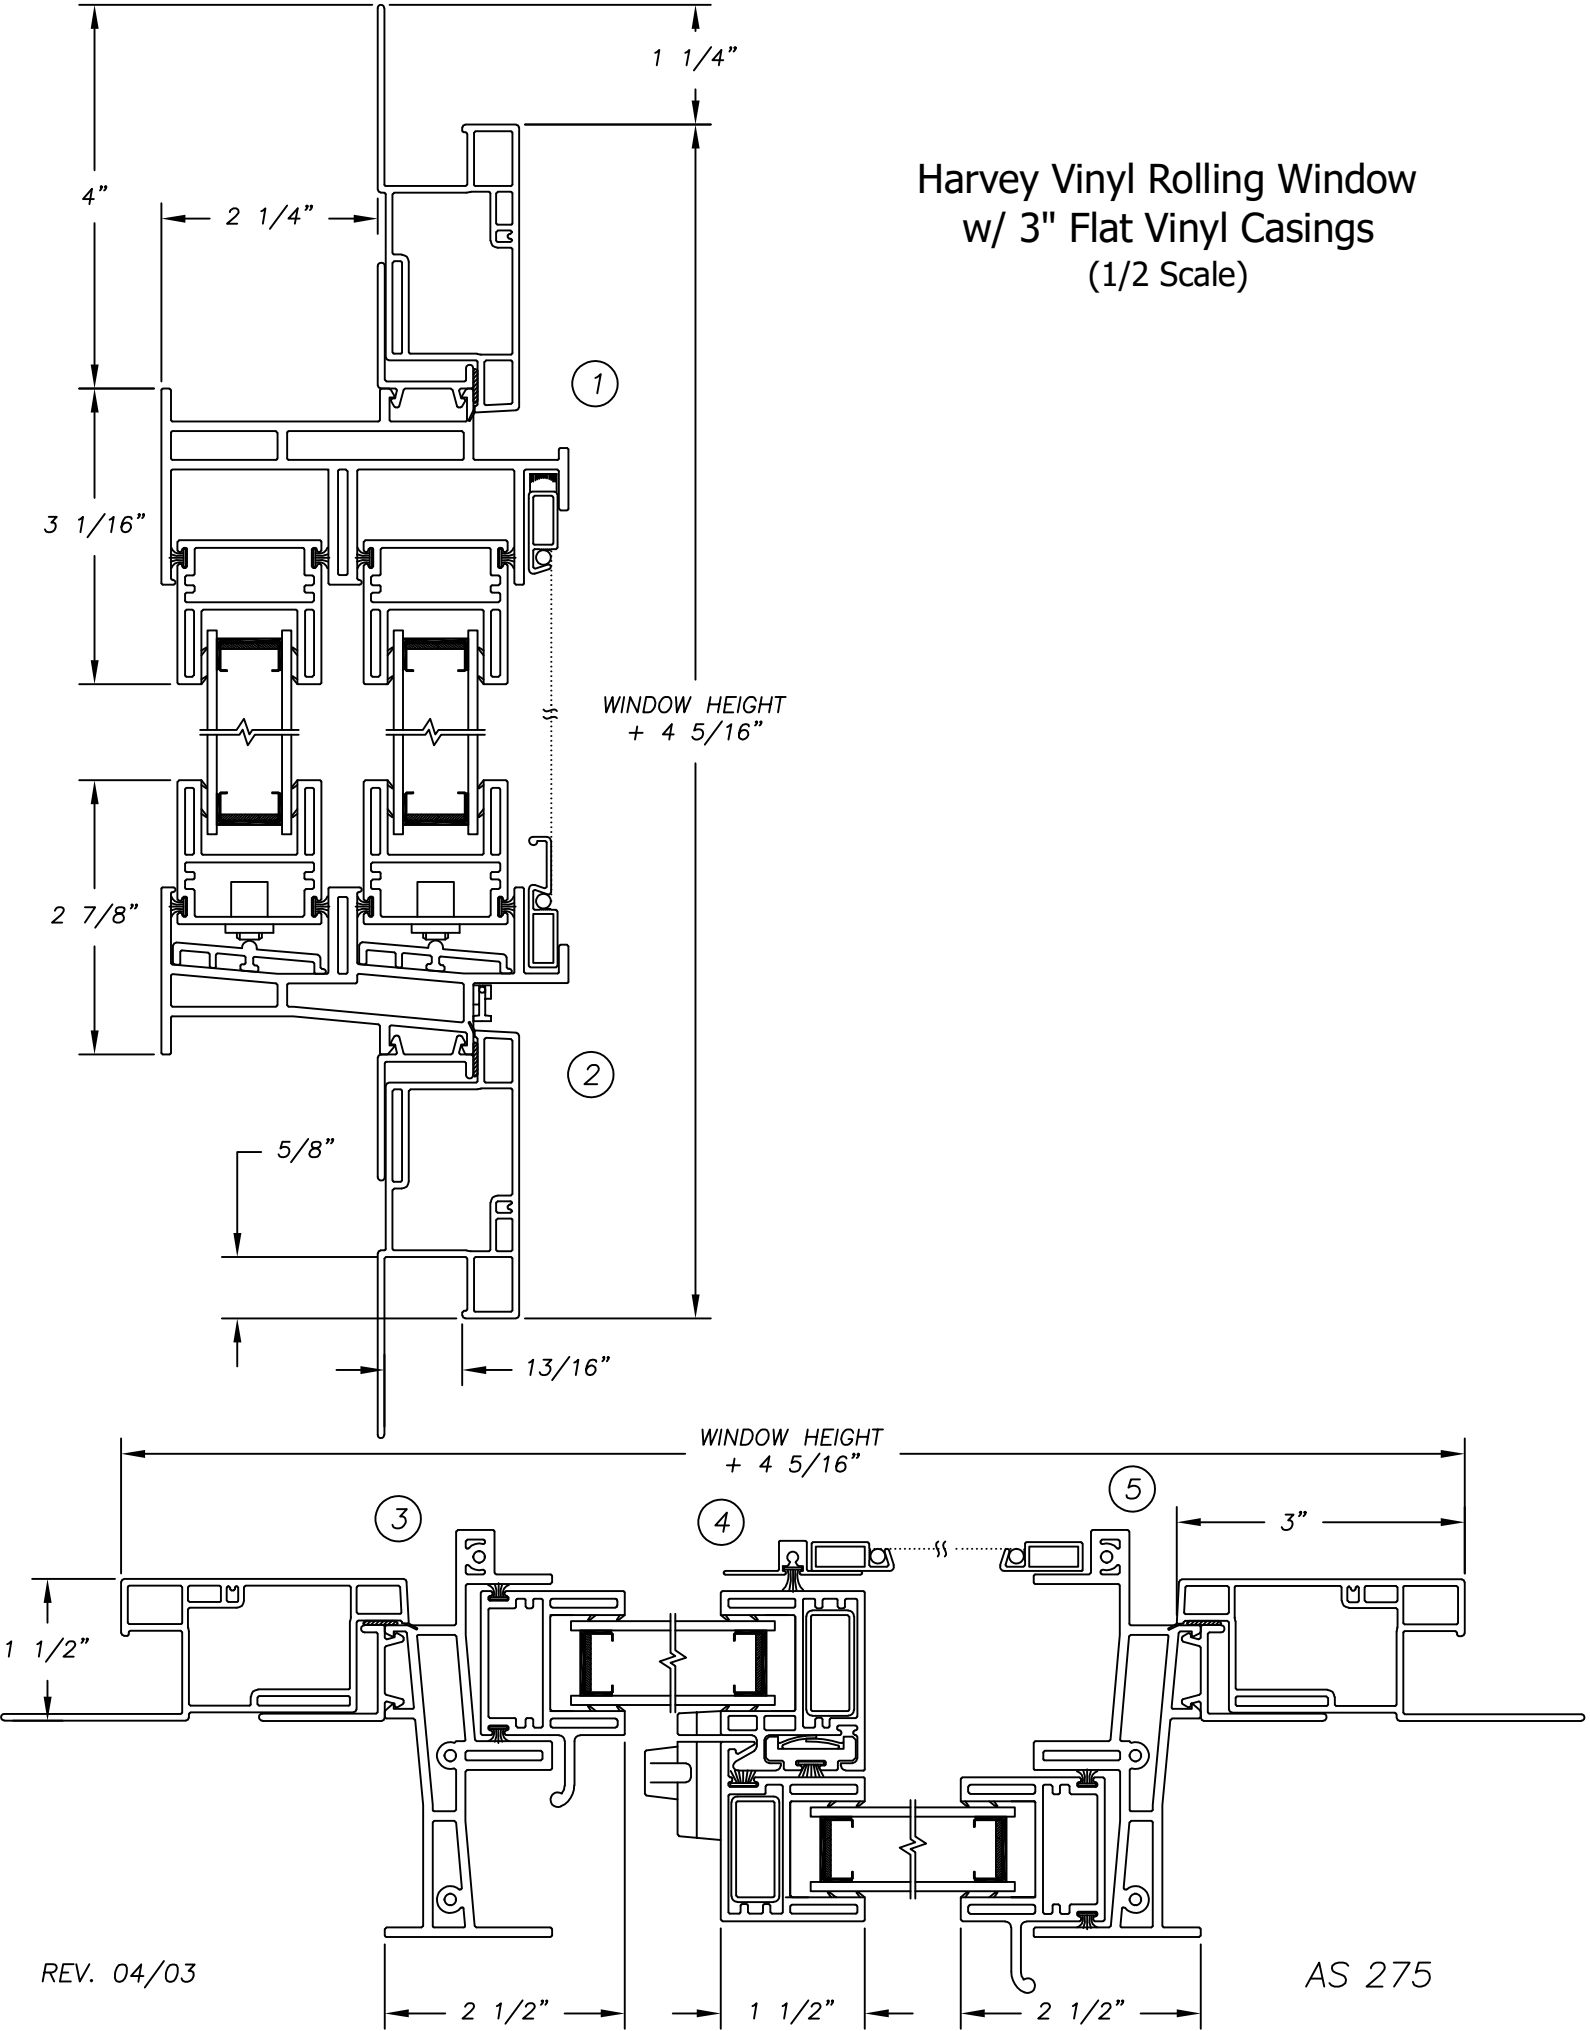 1 1/4”
Harvey Vinyl Rolling Window
w/ 3" Flat Vinyl Casings
(1/2 Scale)
4”
2 1/4”
1
3 1/16”
WINDOW HEIGHT
+ 4 5/16”
2 7/8”
2
5/8”
13/16”
WINDOW HEIGHT
+ 4 5/16”
3
4
5
3”
1 1/2”
REV. 04/03
AS 275
2 1/2”
1 1/2”
2 1/2”